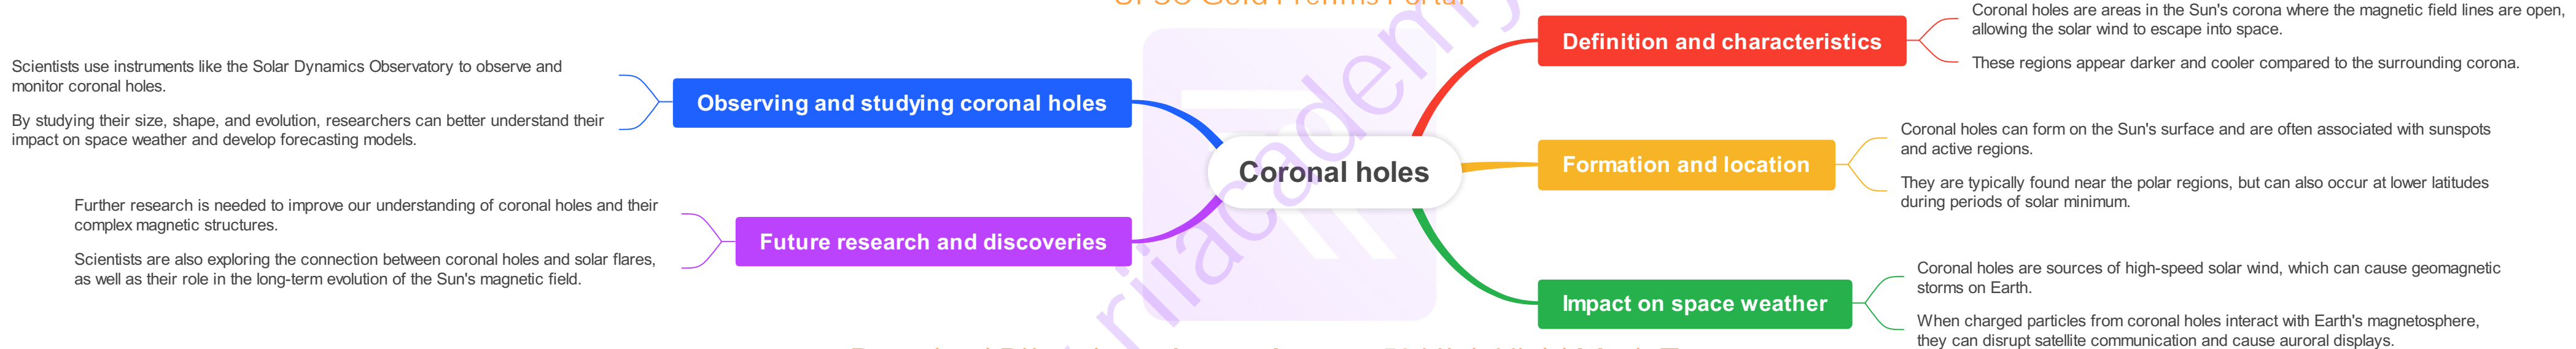 UPSC Gold Prelims Portal
Coronal holes
Definition and characteristics
Coronal holes are areas in the Sun's corona where the magnetic field lines are open,
allowing the solar wind to escape into space.
These regions appear darker and cooler compared to the surrounding corona.
Formation and location
Coronal holes can form on the Sun's surface and are often associated with sunspots
and active regions.
They are typically found near the polar regions, but can also occur at lower latitudes
during periods of solar minimum.
Impact on space weather
Coronal holes are sources of high-speed solar wind, which can cause geomagnetic
storms on Earth.
When charged particles from coronal holes interact with Earth's magnetosphere,
they can disrupt satellite communication and cause auroral displays.
Observing and studying coronal holes
Scientists use instruments like the Solar Dynamics Observatory to observe and
monitor coronal holes.
By studying their size, shape, and evolution, researchers can better understand their
impact on space weather and develop forecasting models.
Future research and discoveries
Further research is needed to improve our understanding of coronal holes and their
complex magnetic structures.
Scientists are also exploring the connection between coronal holes and solar flares,
as well as their role in the long-term evolution of the Sun's magnetic field.